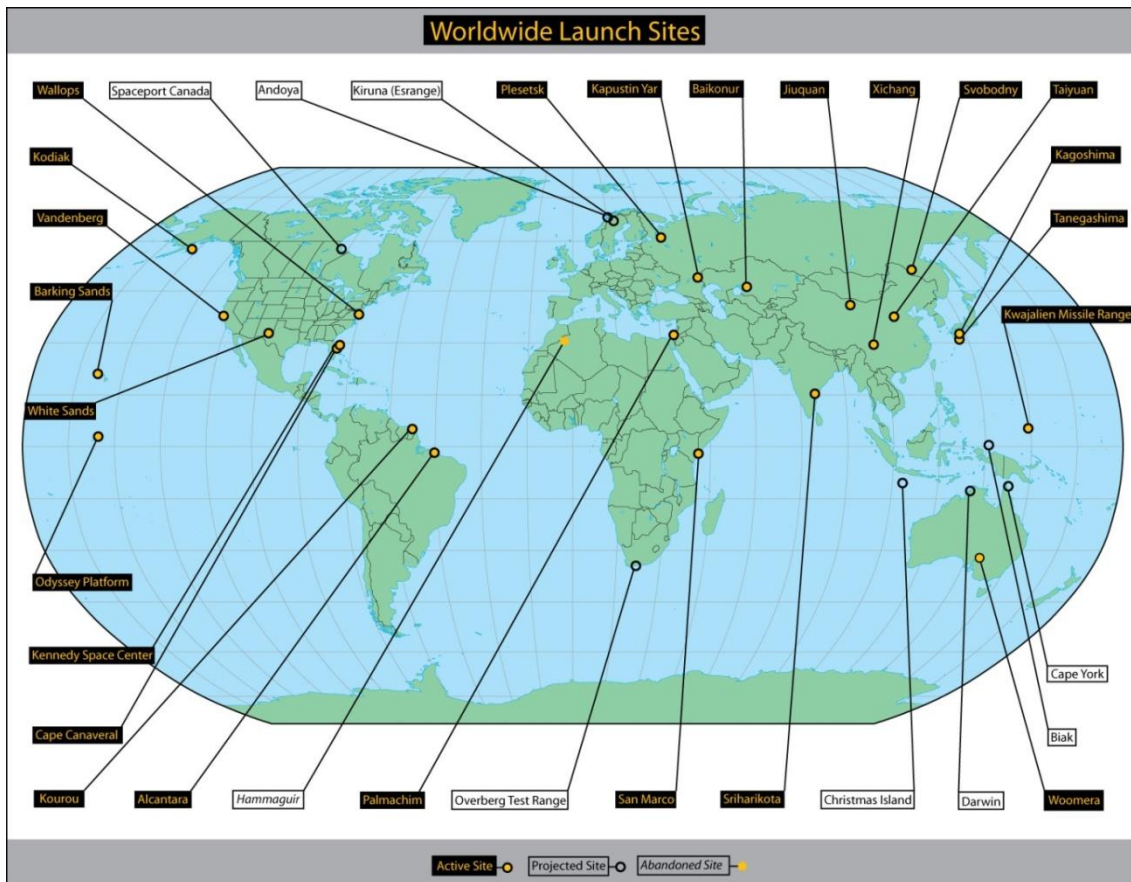 Worldwide Launch Sites
Wallops
Spaceport Canada
Andoya
Kiruna (Esrange)
Plesetsk
Kapustin Yar
Baikonur
Jiuquan
Xichang
Svobodny
Taiyuan
Kodiak
Kagoshima
Vandenberg
Tanegashima
Barking Sands
Kwajalien Missile Range
White Sands
Odyssey Platform
Kennedy Space Center
Cape York
Cape Canaveral
Biak
Kourou
Alcantara
Hammaguir
Palmachim
Overberg Test Range
San Marco
Sriharikota
Christmas Island
Darwin
Woomera
Active Site
Projected Site
Abandoned Site